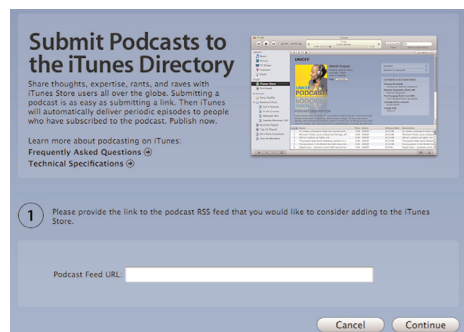 Submit Podcasts to
the iTunes Directory
Share thoughts, expertise, rants, and raves with
iTunes Store users all over the globe. Submitting a
podcast is as easy as submitting a link. Then iTunes
will automatically deliver periodic episodes to people
who have subscribed to the podcast. Publish now.
Learn more about podcasting on iTunes:
Frequently Asked Questions
Technical Specifications
UNICEF
PODCAST
1
Please provide the link to the podcast RSS feed that you would like to consider adding to the iTunes
Store.
Podcast Feed URL:
Cancel
Continue